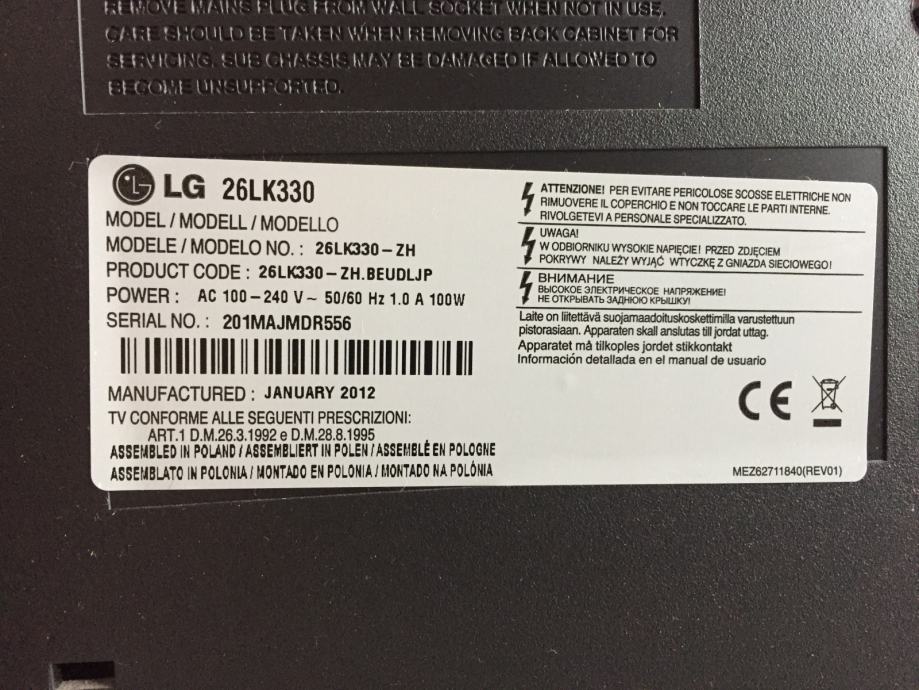 REMOVE MAINS PLUG FROM WALL SOCKET WHEN NOT IN USE.
CARE SHOULD BE TAKEN WHEN REMOVING BACK CABINET FOR
SERVICING. SUB CHASSIS MAY BE DAMAGED IF ALLOWED TO
BECOME UNSUPPORTED.
LG 26LK330
MODEL / MODELL / MODELLO
MODELE / MODELO NO. : 26LK330-ZH
PRODUCT CODE : 26LK330-ZH.BEUDLJP
POWER : AC 100-240 V~ 50/60 Hz 1.0 A 100W
SERIAL NO. : 201MAJMDR556
MANUFACTURED : JANUARY 2012
TV CONFORME ALLE SEGUENTI PRESCRIZIONI:
ART.1 D.M.26.3.1992 e D.M.28.8.1995
ASSEMBLED IN POLAND / ASSEMBLIERT IN POLEN / ASSEMBLÉ EN POLOGNE
ASSEMBLATO IN POLONIA / MONTADO EN POLONIA / MONTADO NA POLÓNIA
ATTENZIONE! PER EVITARE PERICOLOSE SCOSSE ELETTRICHE NON
RIMUOVERE IL COPERCHIO E NON TOCCARE LE PARTI INTERNE.
RIVOLGETEVI A PERSONALE SPECIALIZZATO.
UWAGA!
W ODBIORNIKU WYSOKIE NAPIĘCIE! PRZED ZDJĘCIEM
POKRYWY NALEŻY WYJĄĆ WTYCZKĘ Z GNIAZDA SIECIOWEGO!
ВНИМАНИЕ
ВЫСОКОЕ ЭЛЕКТРИЧЕСКОЕ НАПРЯЖЕНИЕ!
НЕ ОТКРЫВАТЬ ЗАДНЮЮ КРЫШКУ!
Laite on liitettävä suojamaadoituskoskettimilla varustettuun
pistorasiaan. Apparaten skall anslutas till jordat uttag.
Apparatet må tilkoples jordet stikkontakt
Información detallada en el manual de usuario
CE
MEZ62711840(REV01)